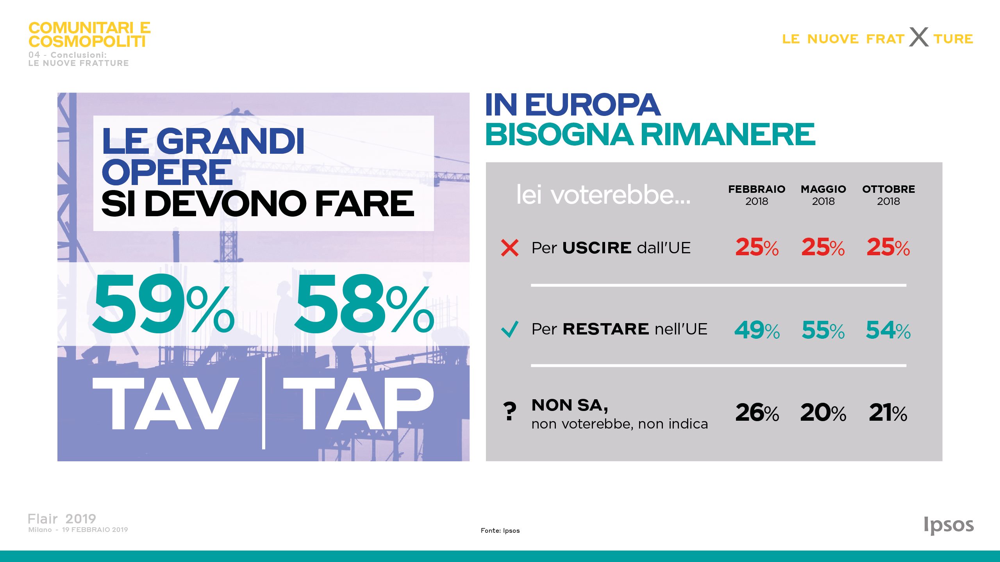 COMUNITARI E
COSMOPOLITI
04 - Conclusioni:
LE NUOVE FRATTURE
LE NUOVE FRAT X TURE
LE GRANDI
OPERE
SI DEVONO FARE
59% 58%
TAV TAP
IN EUROPA
BISOGNA RIMANERE
lei voterebbe... FEBBRAIO MAGGIO OTTOBRE
2018 2018 2018
Per USCIRE dall'UE 25% 25% 25%
Per RESTARE nell'UE 49% 55% 54%
? NON SA, 26% 20% 21%
non voterebbe, non indica
Flair 2019
Milano - 19 FEBBRAIO 2019
Fonte: Ipsos
Ipsos